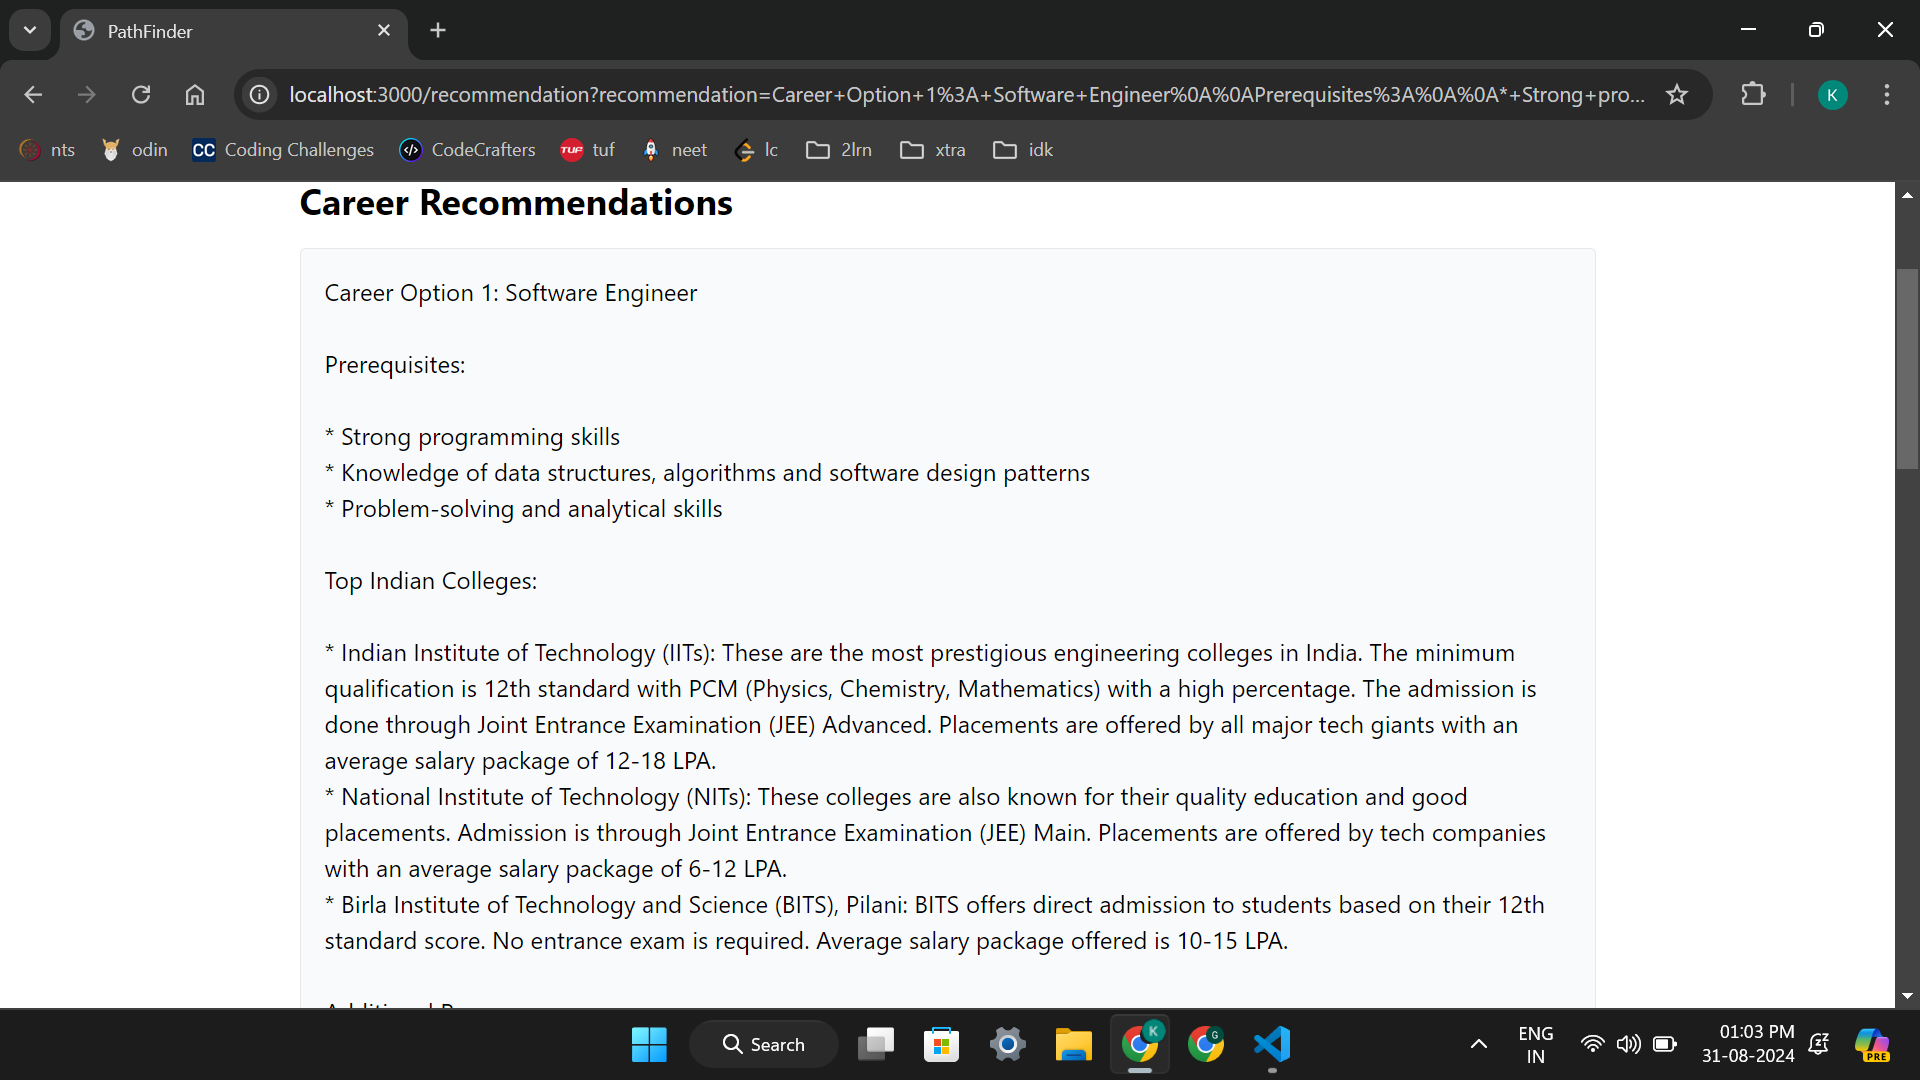 PathFinder
localhost:3000/recommendation?recommendation=Career+Option+1%3A+Software+Engineer%0A%0APrerequisites%3A%0A%0A*+Strong+pro...
K
nts
odin
CC Coding Challenges
CodeCrafters
TUF tuf
neet
lc
2lrn
xtra
idk
Career Recommendations
Career Option 1: Software Engineer
Prerequisites:
* Strong programming skills
* Knowledge of data structures, algorithms and software design patterns
* Problem-solving and analytical skills
Top Indian Colleges:
* Indian Institute of Technology (IITs): These are the most prestigious engineering colleges in India. The minimum
qualification is 12th standard with PCM (Physics, Chemistry, Mathematics) with a high percentage. The admission is
done through Joint Entrance Examination (JEE) Advanced. Placements are offered by all major tech giants with an
average salary package of 12-18 LPA.
* National Institute of Technology (NITs): These colleges are also known for their quality education and good
placements. Admission is through Joint Entrance Examination (JEE) Main. Placements are offered by tech companies
with an average salary package of 6-12 LPA.
* Birla Institute of Technology and Science (BITS), Pilani: BITS offers direct admission to students based on their 12th
standard score. No entrance exam is required. Average salary package offered is 10-15 LPA.
Search
K
G
ENG
IN
01:03 PM
31-08-2024
PRE